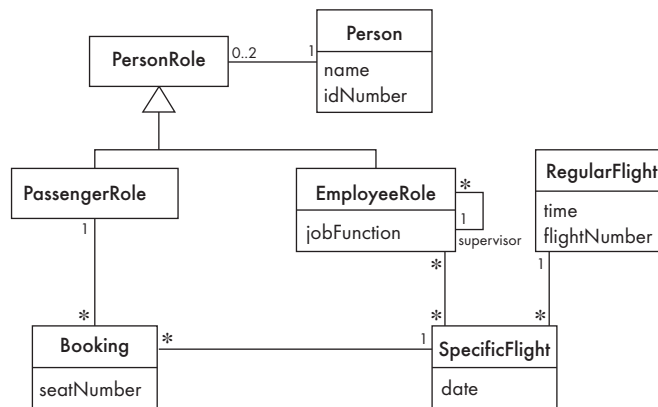 Person
name
idNumber
PersonRole
0..2
1
PassengerRole
EmployeeRole
jobFunction
*
1
supervisor
RegularFlight
time
flightNumber
1
*
1
*
*
*
Booking
seatNumber
*
1
SpecificFlight
date